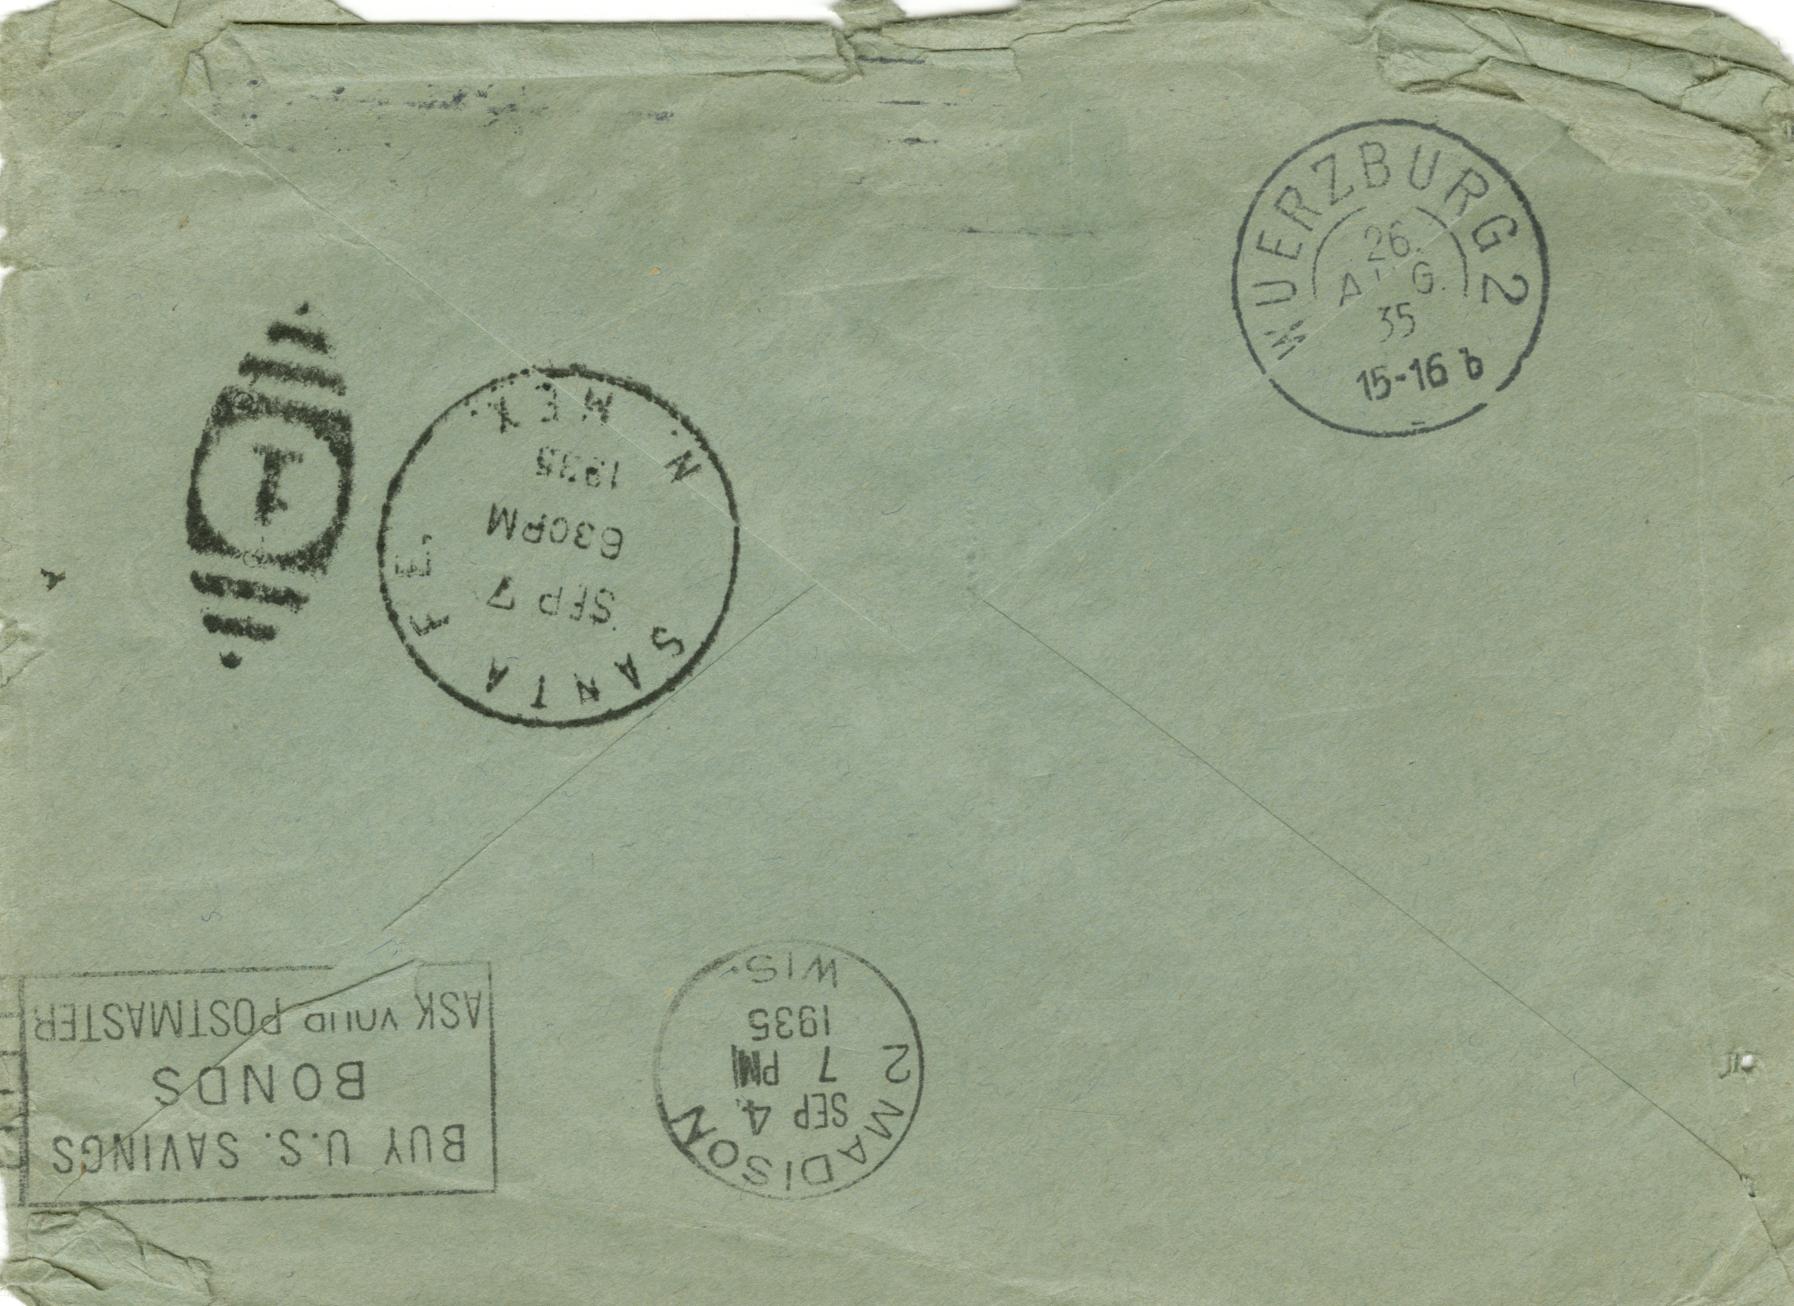 WUERZBURG 2
26.
AUG.
35
15-16 b
1
SANTA FE
N. MEX.
SEP 7
630PM
1935
2 MADISON
SEP 4
7 PM
1935
WIS.
BUY U.S. SAVINGS
BONDS
ASK YOUR POSTMASTER